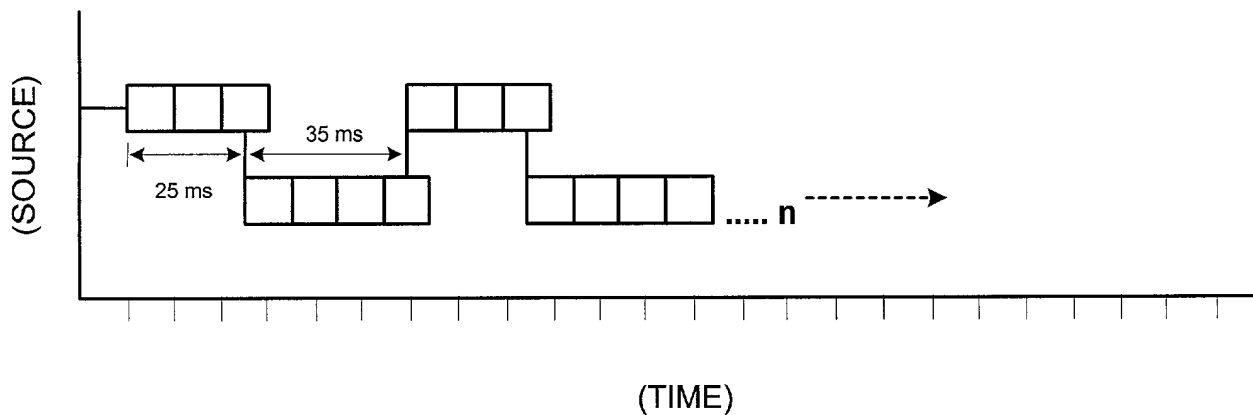 (SOURCE)
35 ms
25 ms
..... n
(TIME)